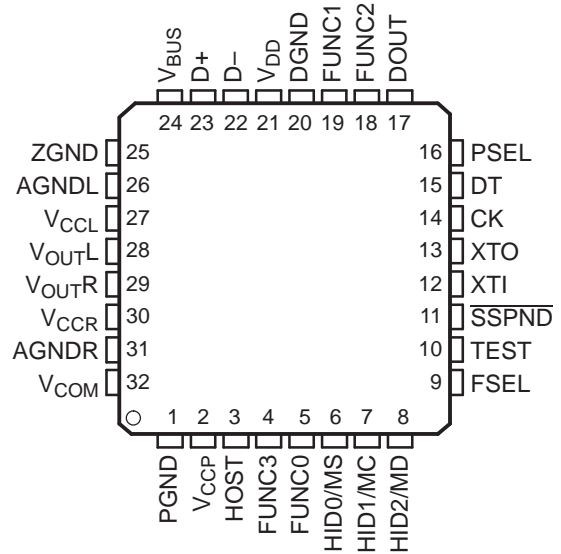 VBUS
D+
D–
VDD
DGND
FUNC1
FUNC2
DOUT
24 23 22 21 20 19 18 17
ZGND 25
AGNDL 26
VCCL 27
VOUTL 28
VOUTR 29
VCCR 30
AGNDR 31
VCOM 32
16 PSEL
15 DT
14 CK
13 XTO
12 XTI
11 SSPND
10 TEST
9 FSEL
1 2 3 4 5 6 7 8
PGND
VCCP
HOST
FUNC3
FUNC0
HID0/MS
HID1/MC
HID2/MD